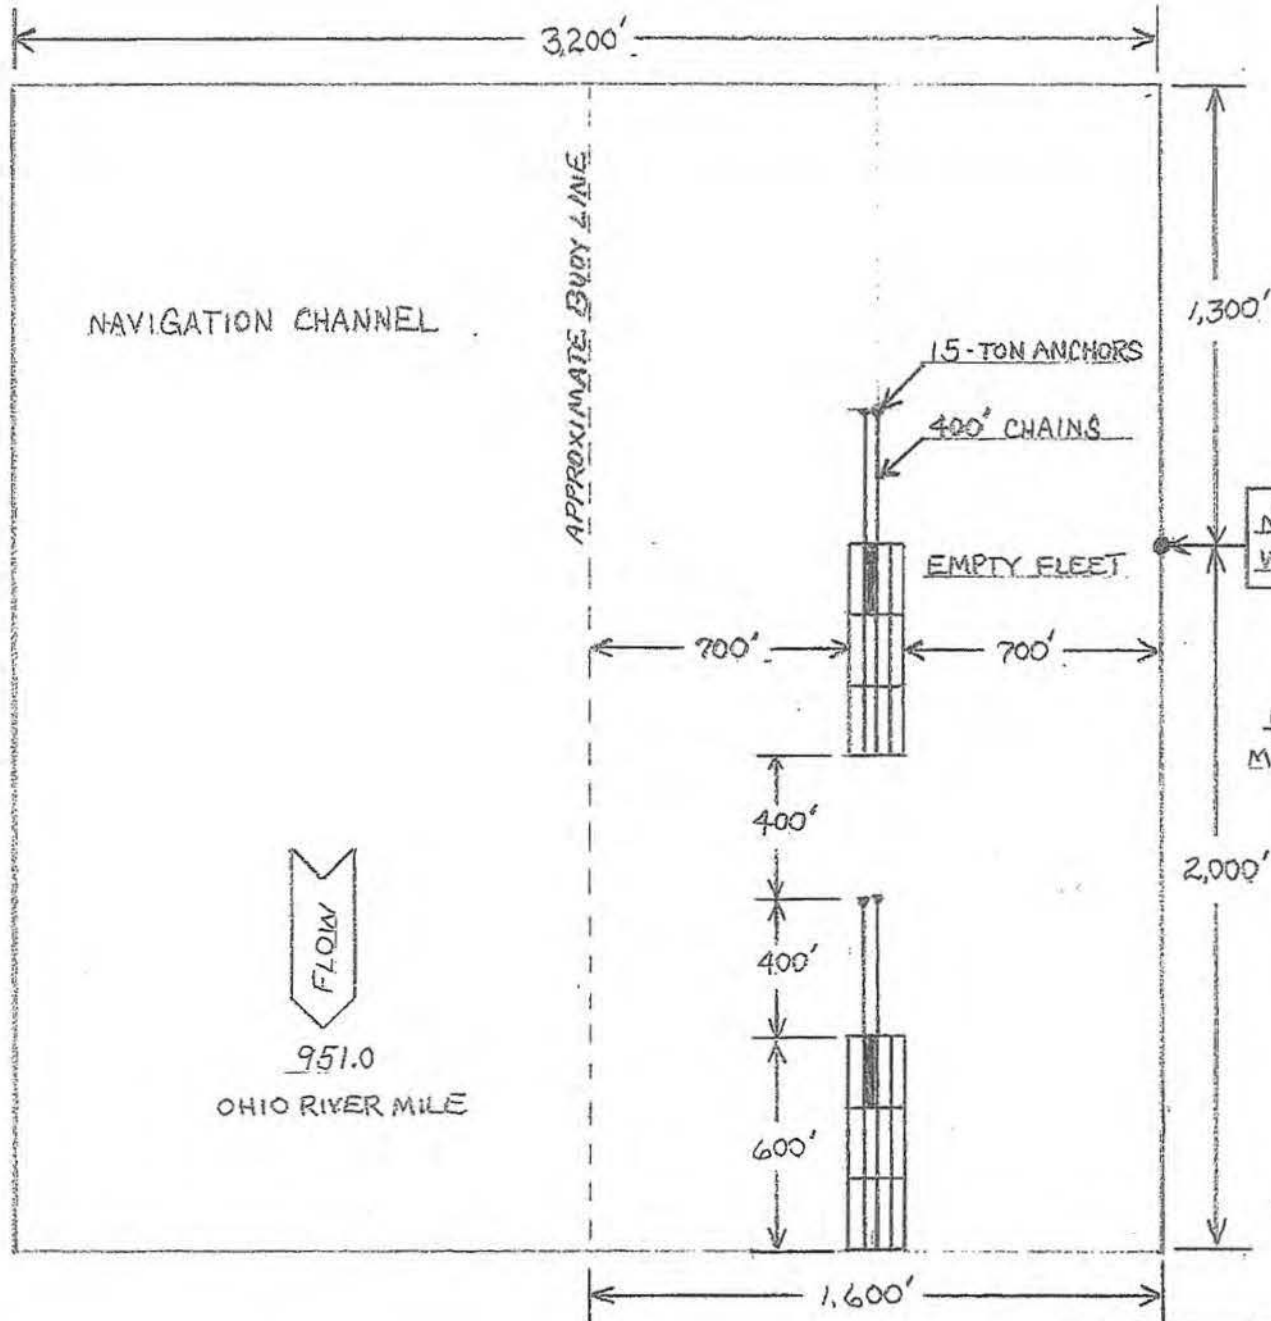 3,200'
APPROXIMATE BUOY LINE
NAVIGATION CHANNEL
1,300'
15-TON ANCHORS
400' CHAINS
EMPTY FLEET
700'
700'
400'
2,000'
400'
FLOW
951.0
OHIO RIVER MILE
600'
1,600'